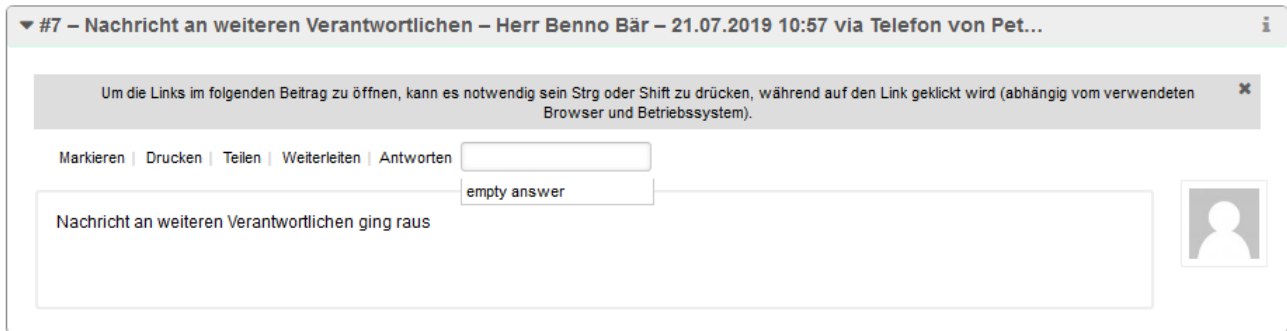 #7 – Nachricht an weiteren Verantwortlichen – Herr Benno Bär – 21.07.2019 10:57 via Telefon von Pet...
Um die Links im folgenden Beitrag zu öffnen, kann es notwendig sein Strg oder Shift zu drücken, während auf den Link geklickt wird (abhängig vom verwendeten
Browser und Betriebssystem).
Markieren | Drucken | Teilen | Weiterleiten | Antworten
empty answer
Nachricht an weiteren Verantwortlichen ging raus